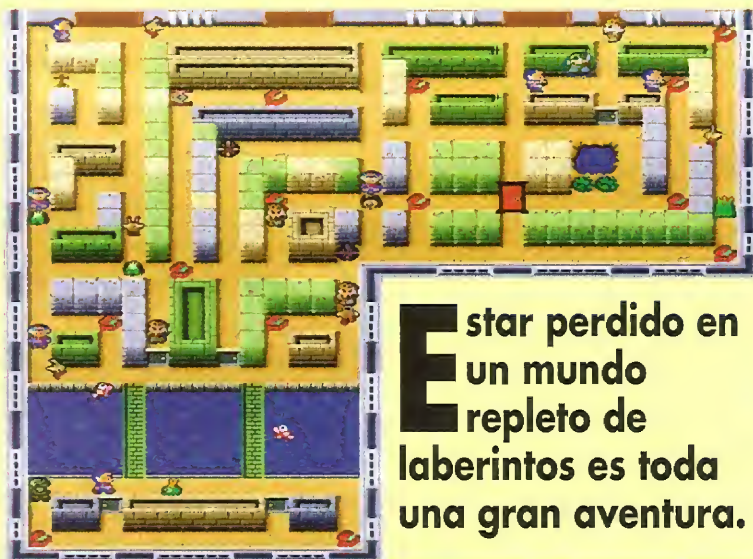 Estar perdido en
un mundo
repleto de
laberintos es toda
una gran aventura.